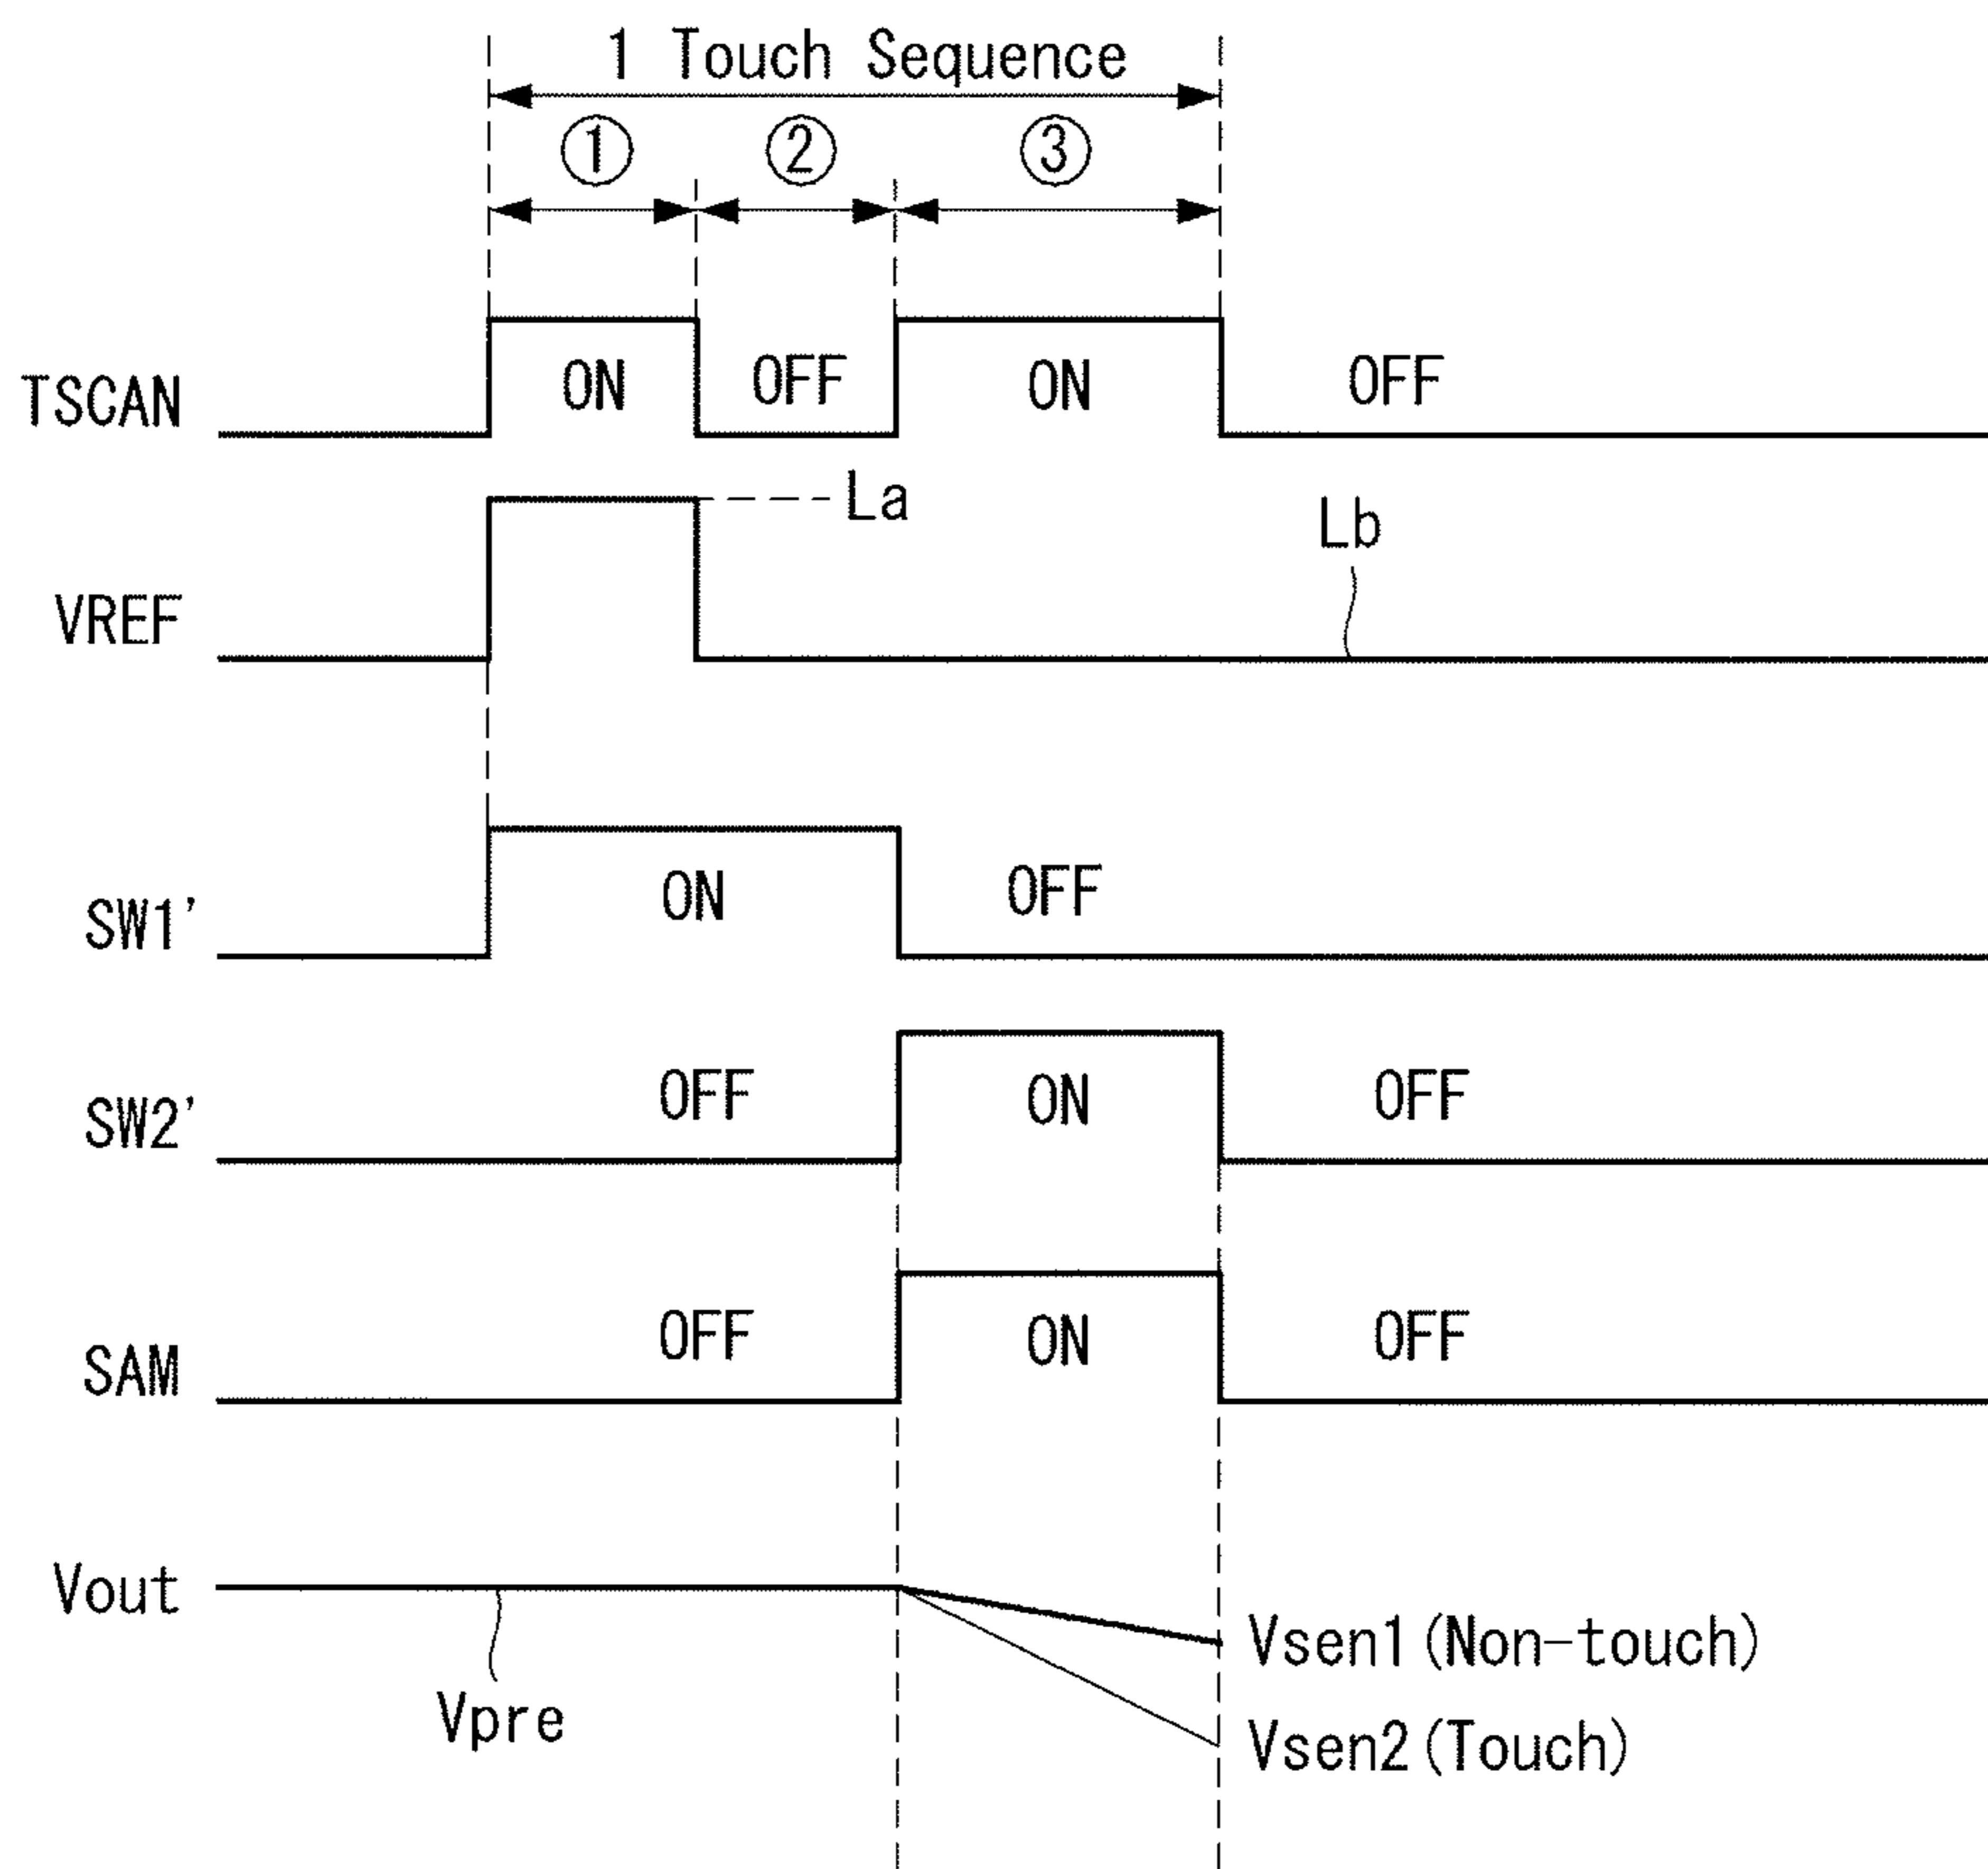 1 Touch Sequence
① ② ③
TSCAN ON OFF ON OFF
La
VREF Lb
SW1' ON OFF
SW2' OFF ON OFF
SAM OFF ON OFF
Vout
Vsen1(Non-touch)
Vpre
Vsen2(Touch)